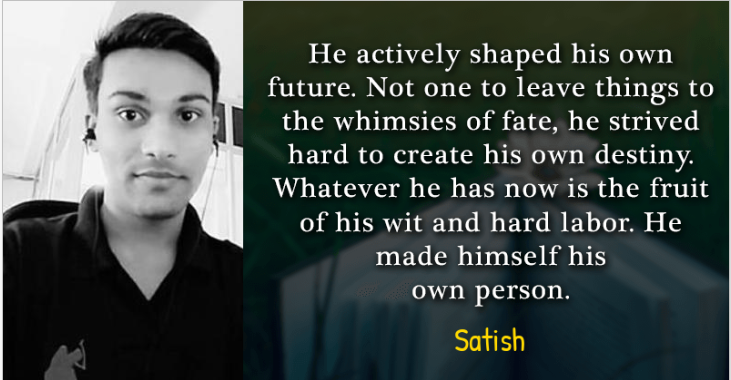 He actively shaped his own
future. Not one to leave things to
the whimsies of fate, he strived
hard to create his own destiny.
Whatever he has now is the fruit
of his wit and hard labor. He
made himself his
own person.
Satish